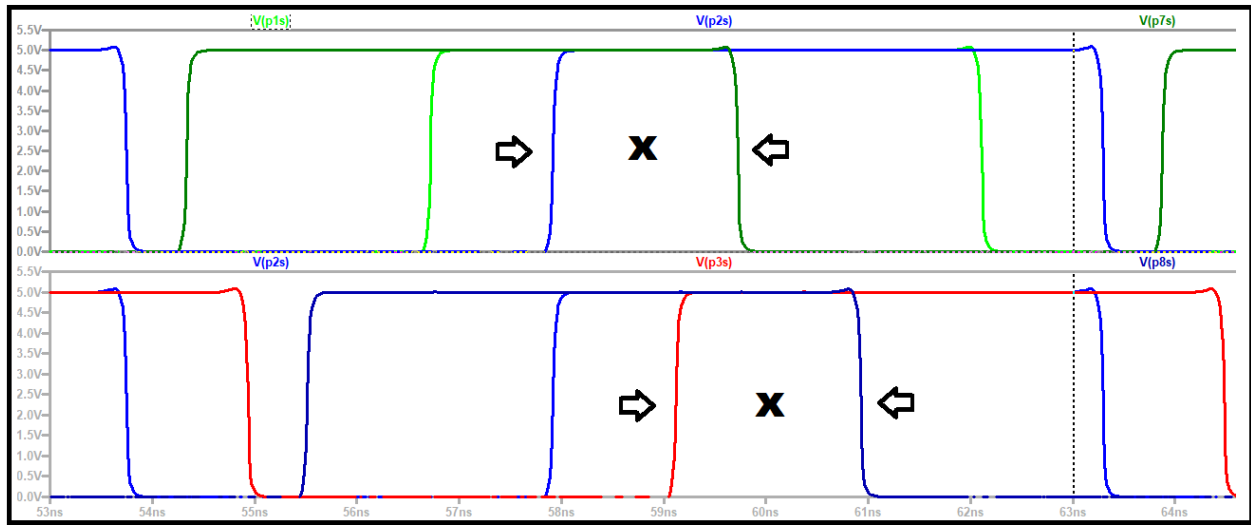 V(p1s) V(p2s) V(p7s)
5.5V
5.0V
4.5V
4.0V
3.5V
3.0V
2.5V
2.0V
1.5V
1.0V
0.5V
0.0V
X
V(p2s) V(p3s) V(p8s)
5.5V
5.0V
4.5V
4.0V
3.5V
3.0V
2.5V
2.0V
1.5V
1.0V
0.5V
0.0V
X
53ns 54ns 55ns 56ns 57ns 58ns 59ns 60ns 61ns 62ns 63ns 64ns